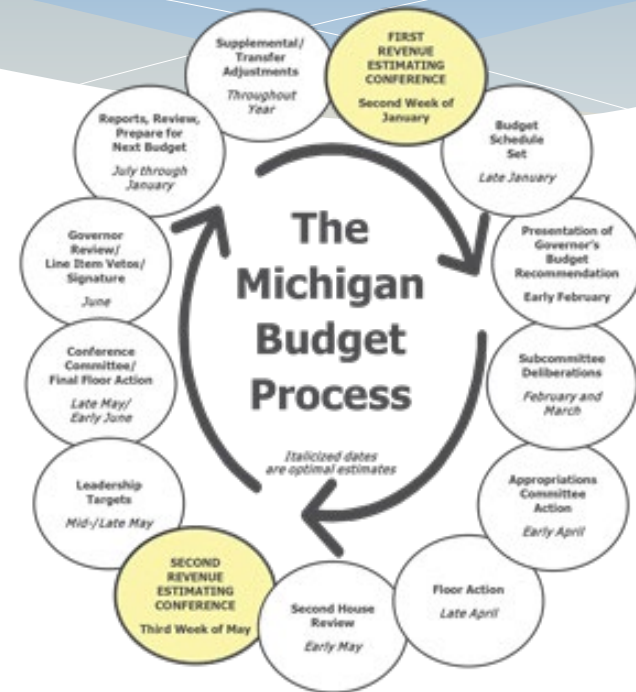 Supplemental/
Transfer
Adjustments
Throughout
Year
FIRST
REVENUE
ESTIMATING
CONFERENCE
Second Week of
January
Budget
Schedule
Set
Late January
Presentation of
Governor's
Budget
Recommendation
Early February
Subcommittee
Deliberations
February and
March
Appropriations
Committee
Action
Early April
Floor Action
Late April
Second House
Review
Early May
SECOND
REVENUE
ESTIMATING
CONFERENCE
Third Week of May
Leadership
Targets
Mid-/Late May
Conference
Committee/
Final Floor Action
Late May/
Early June
Governor
Review/
Line Item Vetos/
Signature
June
Reports, Review,
Prepare for
Next Budget
July through
January
The
Michigan
Budget
Process
Italicized dates
are optimal estimates